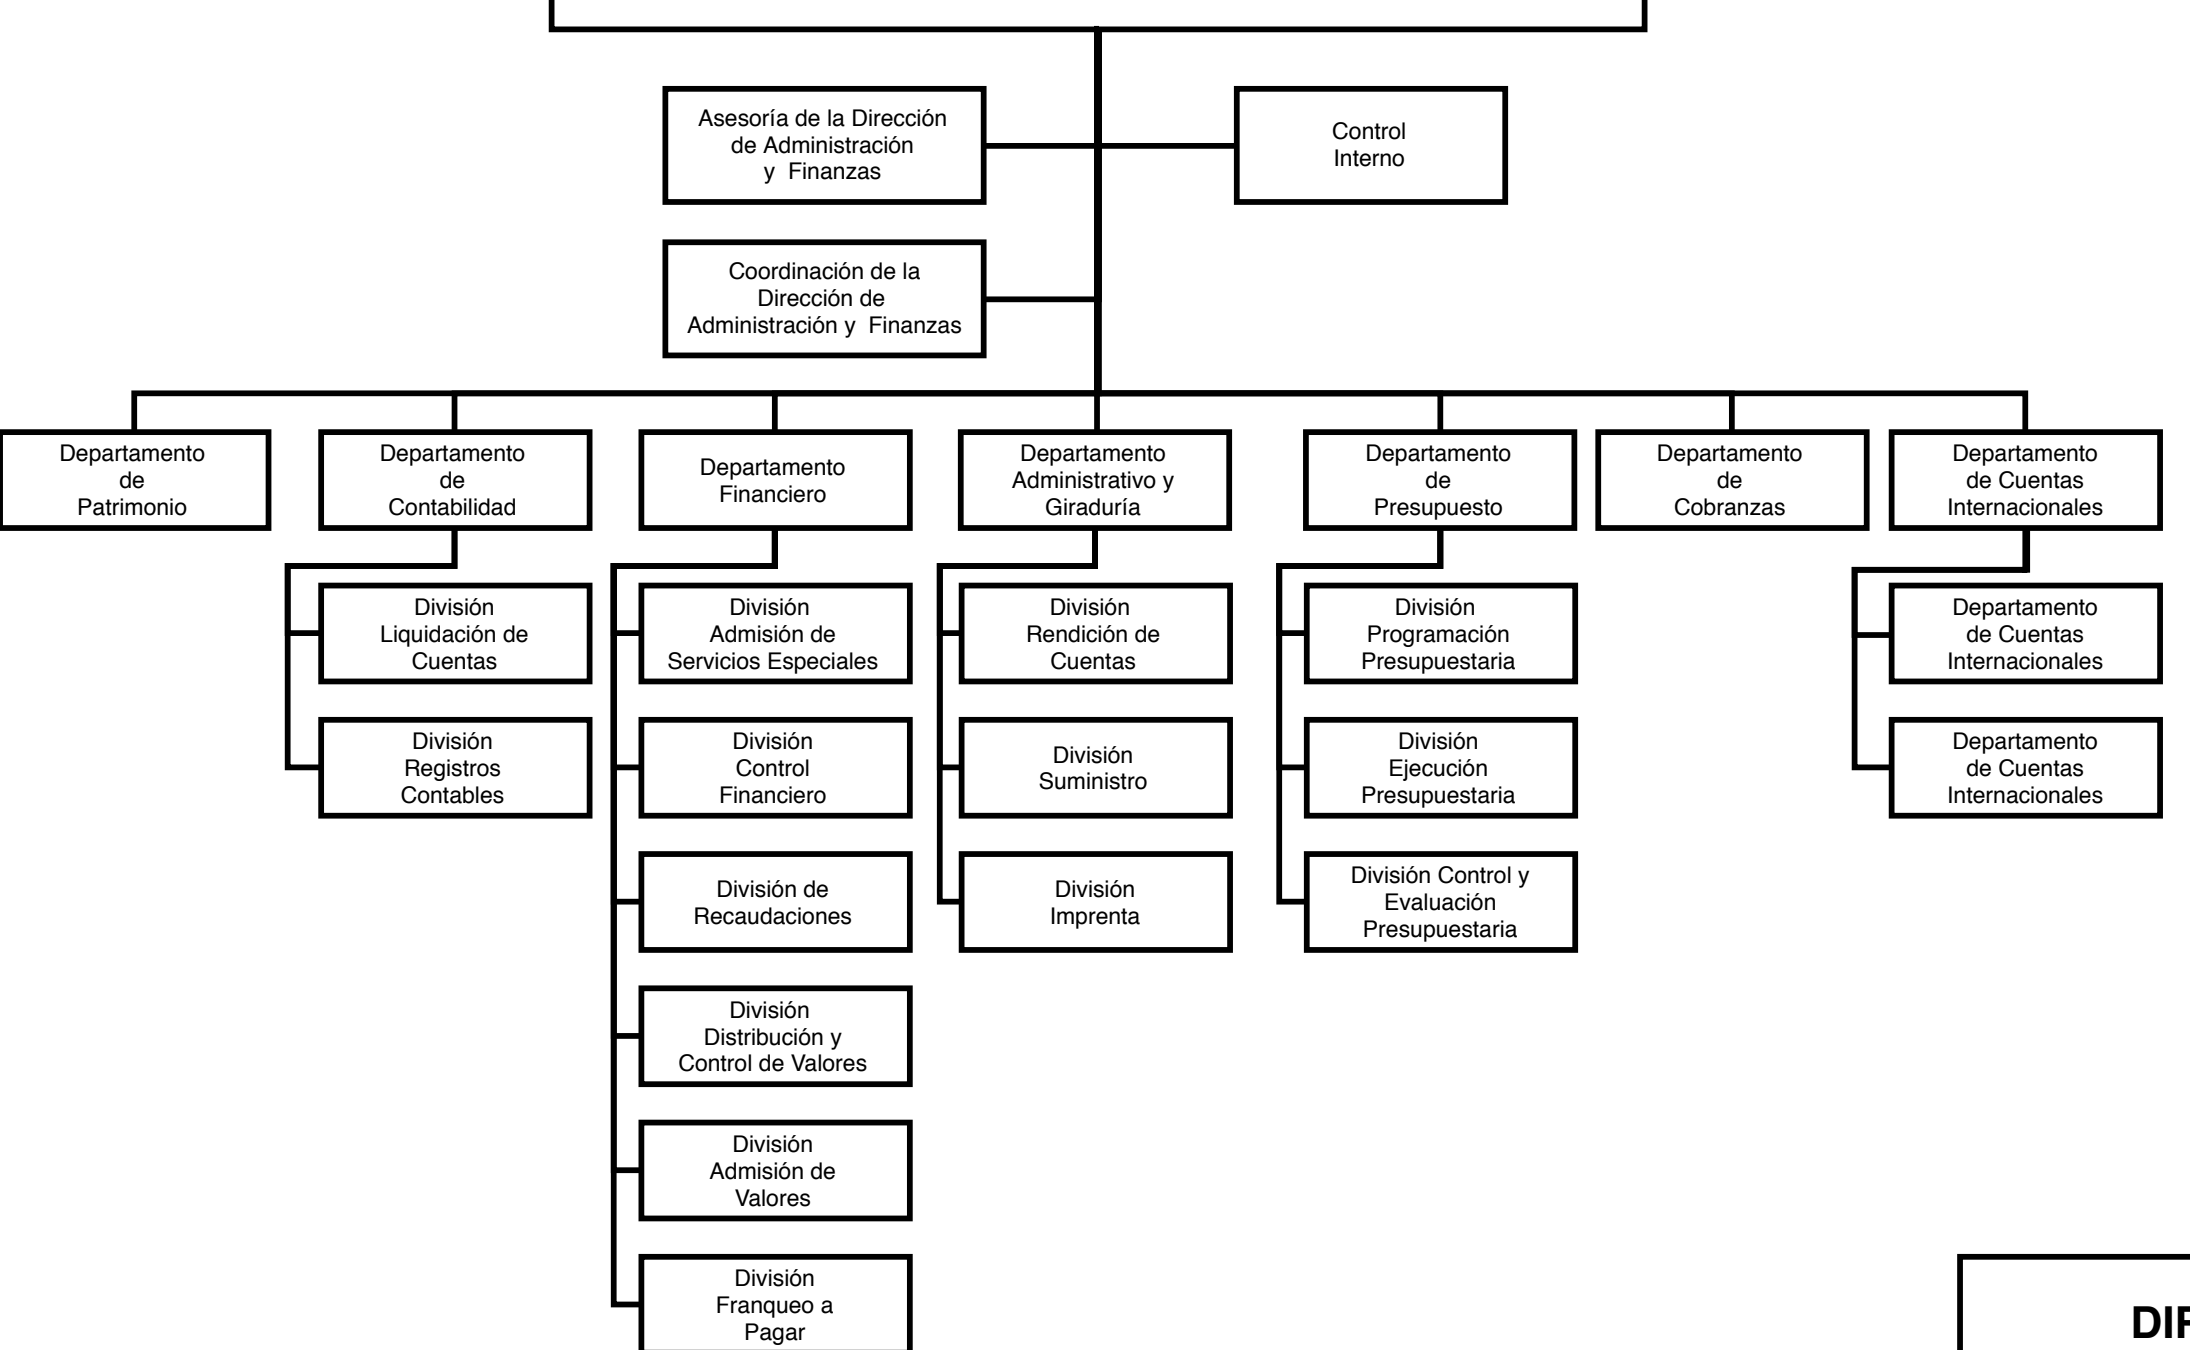 Asesoría de la Dirección
de Administración
y  Finanzas
Control
Interno
Coordinación de la
Dirección de
Administración y  Finanzas
Departamento
de
Patrimonio
Departamento
de
Contabilidad
Departamento
Financiero
Departamento
Administrativo y
Giraduría
Departamento
de
Presupuesto
Departamento
de
Cobranzas
Departamento
de Cuentas
Internacionales
División
Liquidación de
Cuentas
División
Admisión de
Servicios Especiales
División
Rendición de
Cuentas
División
Programación
Presupuestaria
Departamento
de Cuentas
Internacionales
División
Registros
Contables
División
Control
Financiero
División
Suministro
División
Ejecución
Presupuestaria
Departamento
de Cuentas
Internacionales
División de
Recaudaciones
División
Imprenta
División Control y
Evaluación
Presupuestaria
División
Distribución y
Control de Valores
División
Admisión de
Valores
División
Franqueo a
Pagar